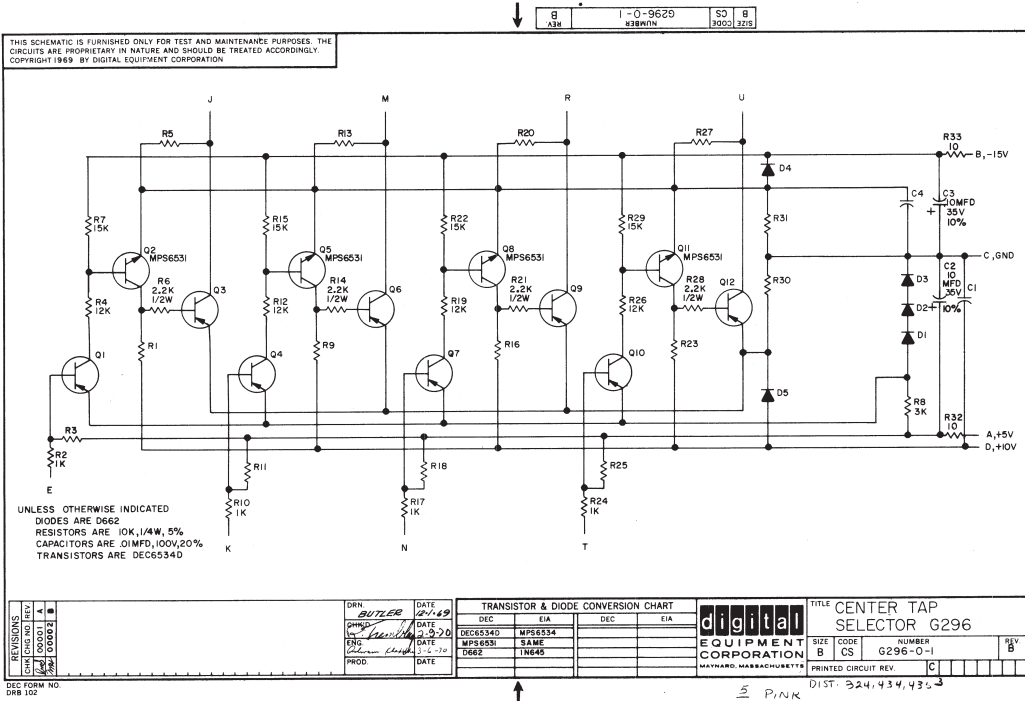 SIZE B CODE CS NUMBER G296-0-1 REV. B
THIS SCHEMATIC IS FURNISHED ONLY FOR TEST AND MAINTENANCE PURPOSES. THE
CIRCUITS ARE PROPRIETARY IN NATURE AND SHOULD BE TREATED ACCORDINGLY.
COPYRIGHT 1969 BY DIGITAL EQUIPMENT CORPORATION
J
M
R
U
R5
R13
R20
R27
R33
10
B,-15V
D4
R7
15K
R15
15K
R22
15K
R29
15K
R31
C4
C3
10MFD
35V
10%
+
Q2
MPS6531
Q5
MPS6531
Q8
MPS6531
Q11
MPS6531
C,GND
R6
2.2K
1/2W
R14
2.2K
1/2W
R21
2.2K
1/2W
R28
2.2K
1/2W
Q3
Q6
Q9
Q12
R30
D3
D2
D1
C2
10
MFD
35V
10%
+
C1
R4
12K
R12
12K
R19
12K
R26
12K
R1
R9
R16
R23
Q1
Q4
Q7
Q10
D5
R8
3K
R32
10
A,+5V
D,+10V
R3
R2
1K
E
R11
R10
1K
K
R18
R17
1K
N
R25
R24
1K
T
UNLESS OTHERWISE INDICATED
DIODES ARE D662
RESISTORS ARE 10K,1/4W, 5%
CAPACITORS ARE .01MFD,100V,20%
TRANSISTORS ARE DEC6534D
REVISIONS
CHK CHG NO. REV.
00001 A
00002 B
DRN. BUTLER DATE 12-1-69
CHK'D DATE 2-9-70
ENG. DATE 3-6-70
PROD. DATE
TRANSISTOR & DIODE CONVERSION CHART
DEC EIA DEC EIA
DEC6534D MPS6534
MPS6531 SAME
D662 1N645
digital
EQUIPMENT
CORPORATION
MAYNARD, MASSACHUSETTS
TITLE CENTER TAP
SELECTOR G296
SIZE B CODE CS NUMBER G296-0-1 REV. B
PRINTED CIRCUIT REV. C
DEC FORM NO.
DRB 102
5 PINK
DIST.